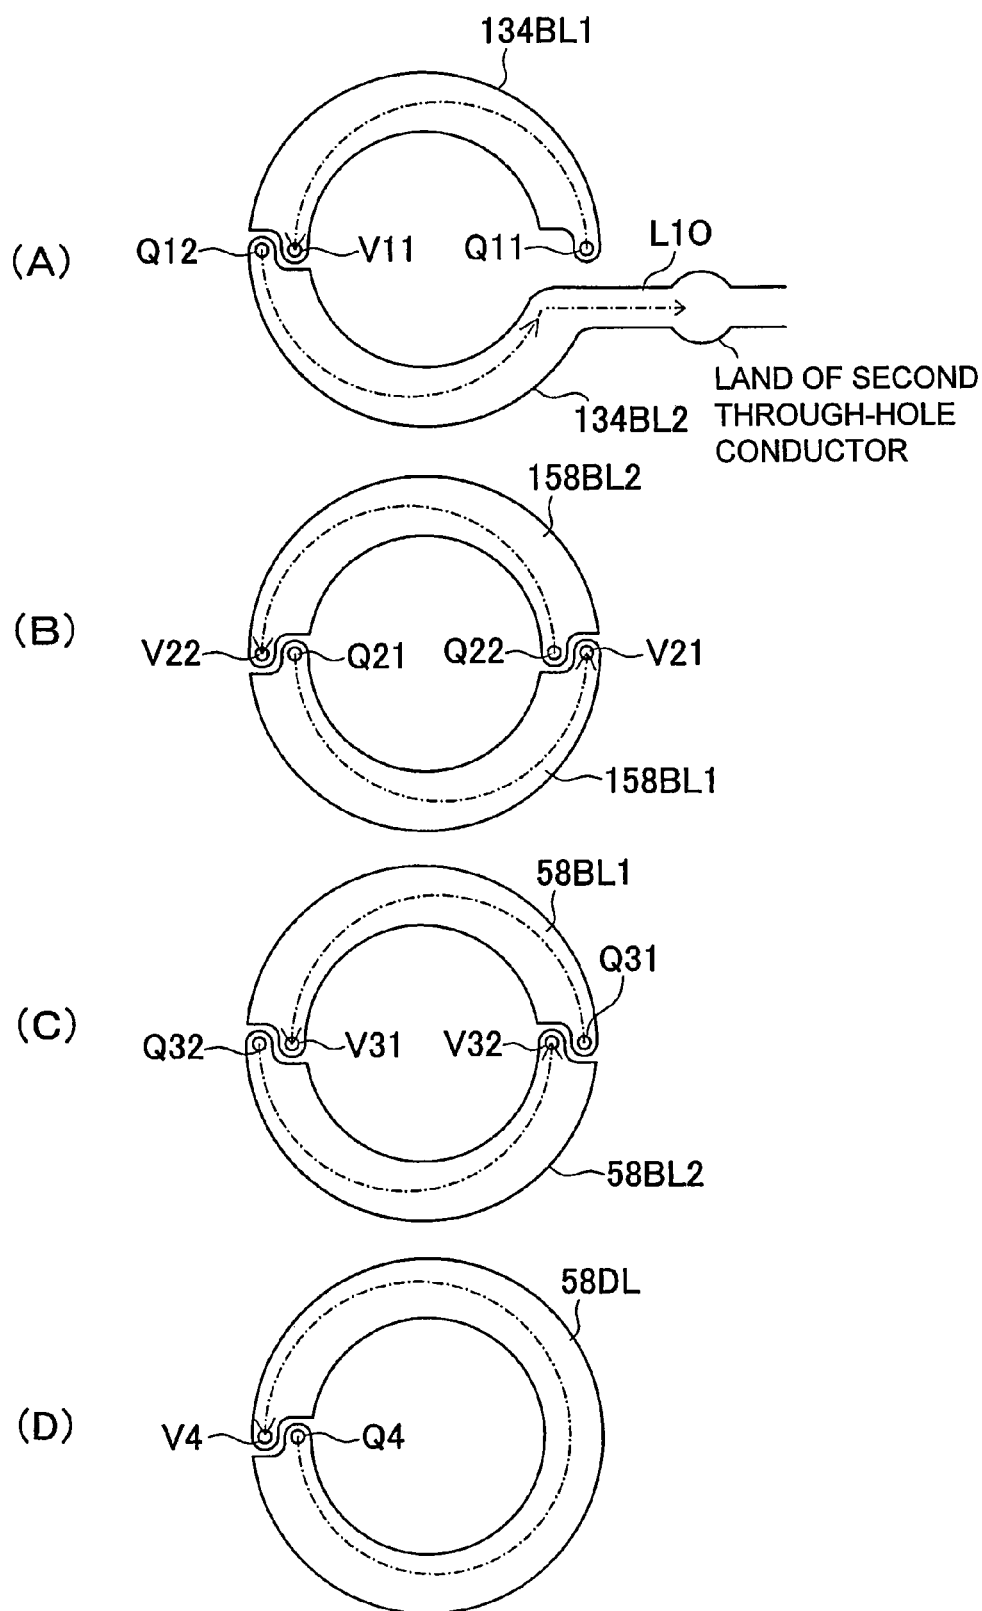 134BL1
(A)
Q12
V11
Q11
L10
LAND OF SECOND
THROUGH-HOLE
CONDUCTOR
134BL2
158BL2
(B)
V22
Q21
Q22
V21
158BL1
58BL1
Q31
(C)
Q32
V31
V32
58BL2
58DL
(D)
V4
Q4